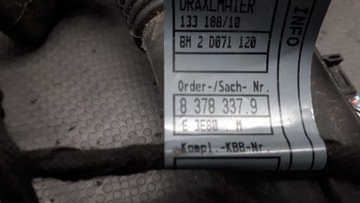 DRAXLMAIER
133 188/10
BM 2 D071 120
INFO
Order-/Sach- Nr.
8 378 337.9
E 3E80 . M
Kompl.-KBB-Nr.